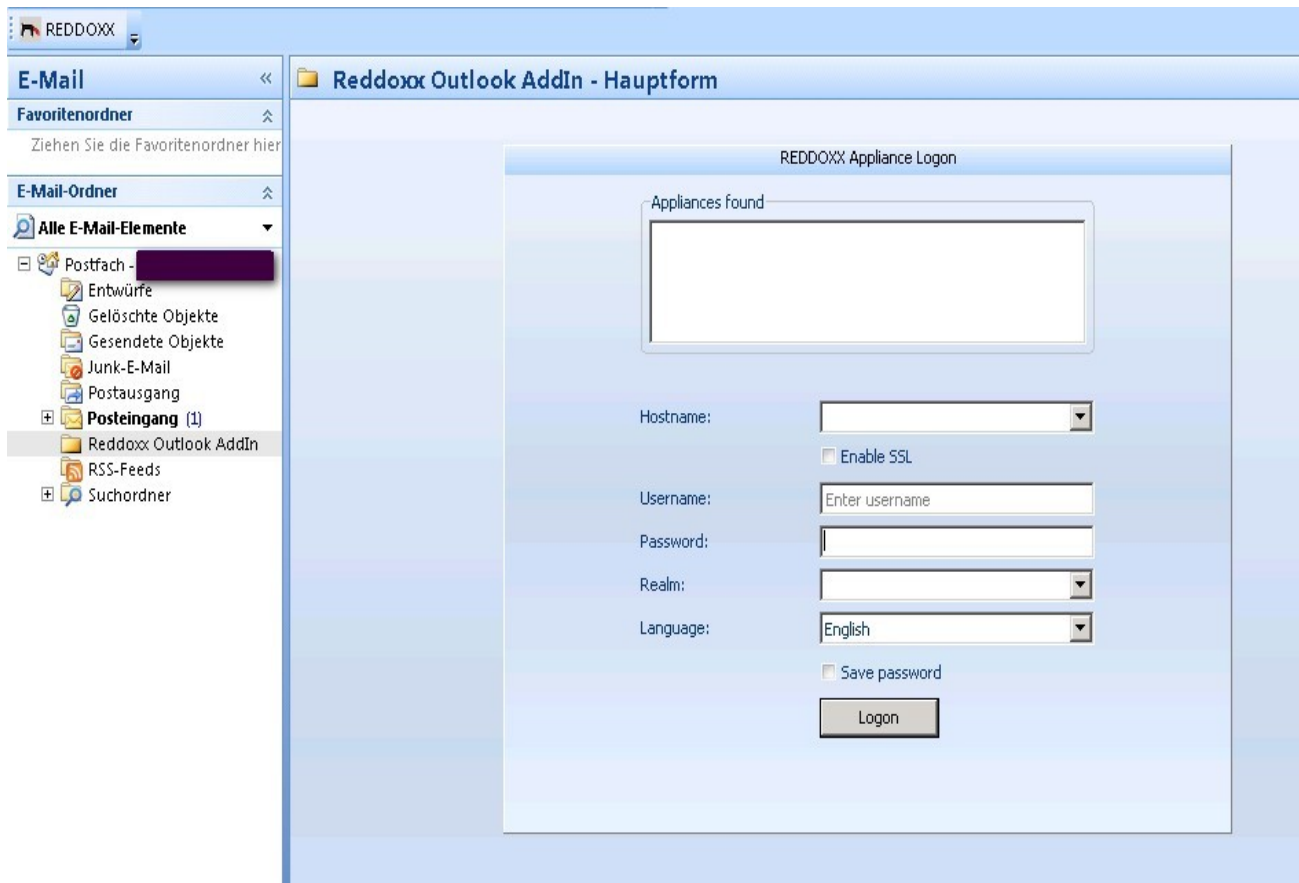 REDDOXX
E-Mail
Favoritenordner
Ziehen Sie die Favoritenordner hier
E-Mail-Ordner
Alle E-Mail-Elemente
Postfach -
Entwürfe
Gelöschte Objekte
Gesendete Objekte
Junk-E-Mail
Postausgang
Posteingang (1)
Reddoxx Outlook AddIn
RSS-Feeds
Suchordner
Reddoxx Outlook AddIn - Hauptform
REDDOXX Appliance Logon
Appliances found
Hostname:
Enable SSL
Username: Enter username
Password:
Realm:
Language: English
Save password
Logon